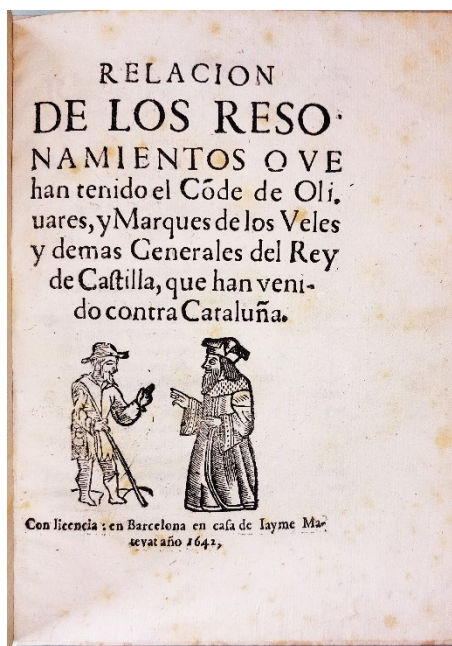 RELACION
DE LOS RESO-
NAMIENTOS QVE
han tenido el Cõde de Oli.
uares, y Marques de los Veles
y demas Generales del Rey
de Caſtilla, que han veni-
do contra Cataluña.
Con licencia : en Barcelona en caſa de Iayme Ma-
tevat año 1642,